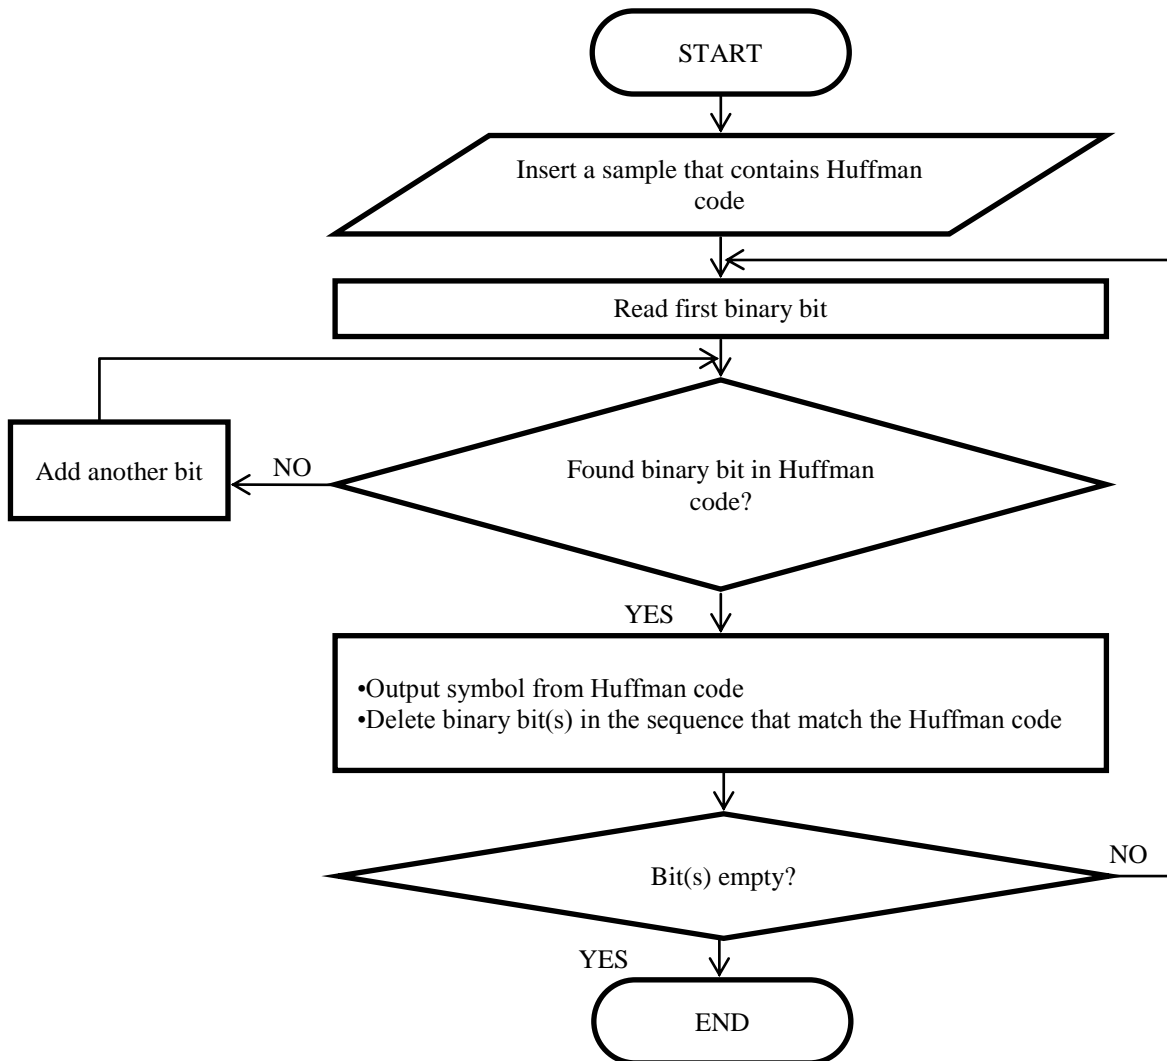 START
Insert a sample that contains Huffman
code
Read first binary bit
Add another bit
NO
Found binary bit in Huffman
code?
YES
•Output symbol from Huffman code
•Delete binary bit(s) in the sequence that match the Huffman code
Bit(s) empty?
NO
YES
END